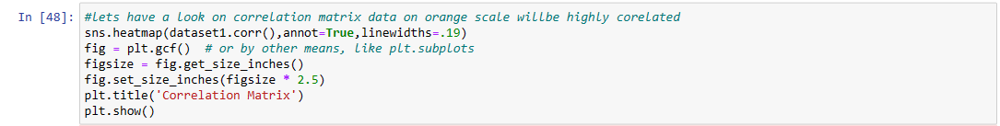 In [48]: #lets have a look on correlation matrix data on orange scale willbe highly corelated
sns.heatmap(dataset1.corr(),annot=True,linewidths=.19)
fig = plt.gcf()  # or by other means, like plt.subplots
figsize = fig.get_size_inches()
fig.set_size_inches(figsize * 2.5)
plt.title('Correlation Matrix')
plt.show()